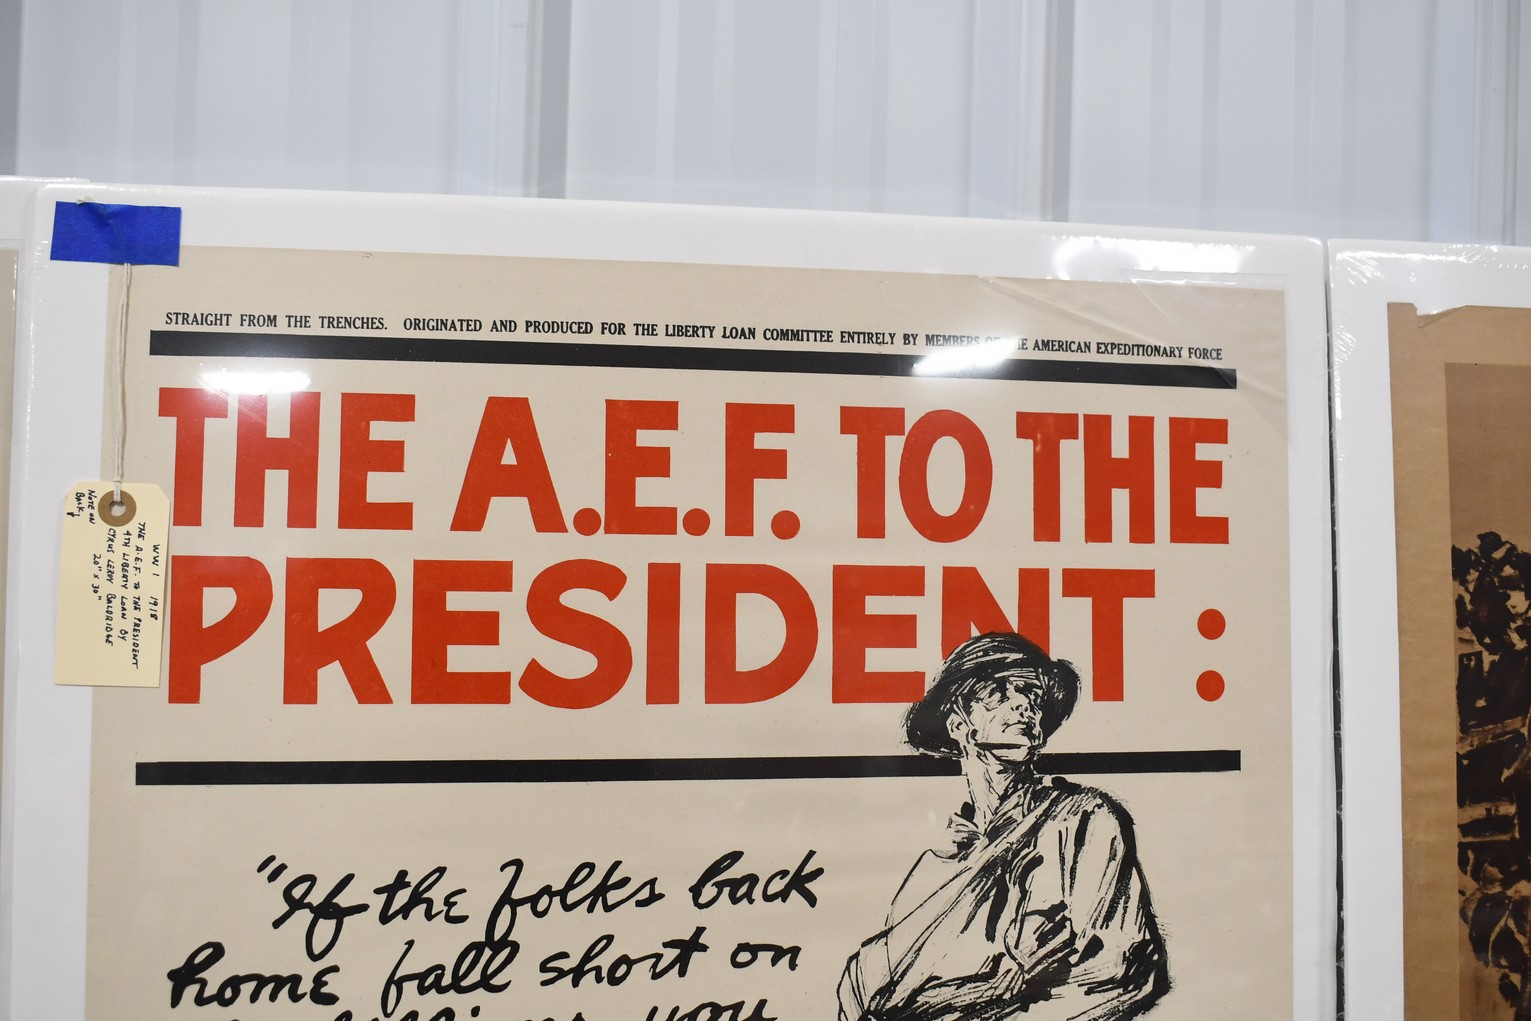 STRAIGHT FROM THE TRENCHES. ORIGINATED AND PRODUCED FOR THE LIBERTY LOAN COMMITTEE ENTIRELY BY MEMBERS OF THE AMERICAN EXPEDITIONARY FORCE
THE A.E.F. TO THE
PRESIDENT:
"If the folks back
home fall short on
billions, you
WW I 1918
THE A.E.F. TO THE PRESIDENT
4TH LIBERTY LOAN BY
CYRUS LEROY BALDRIDGE
20" X 30"
NOTE ON
BACK!